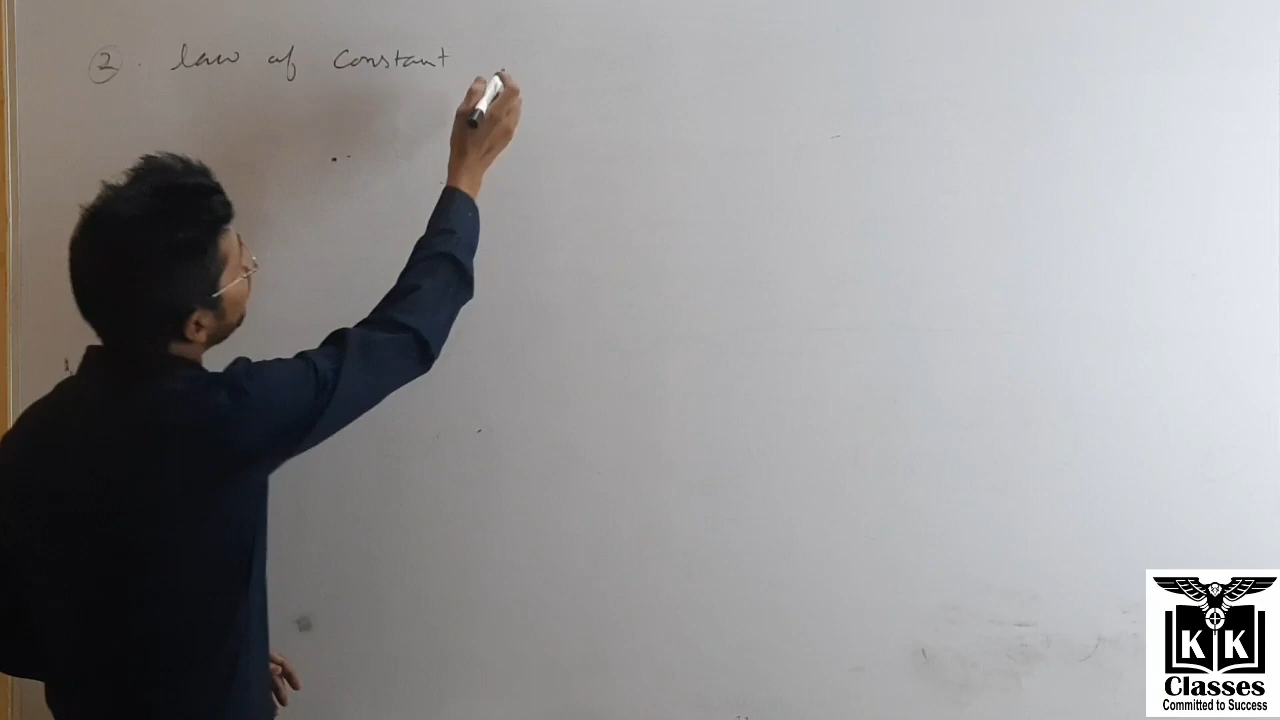 ②. law of constant
KK
Classes
Committed to Success